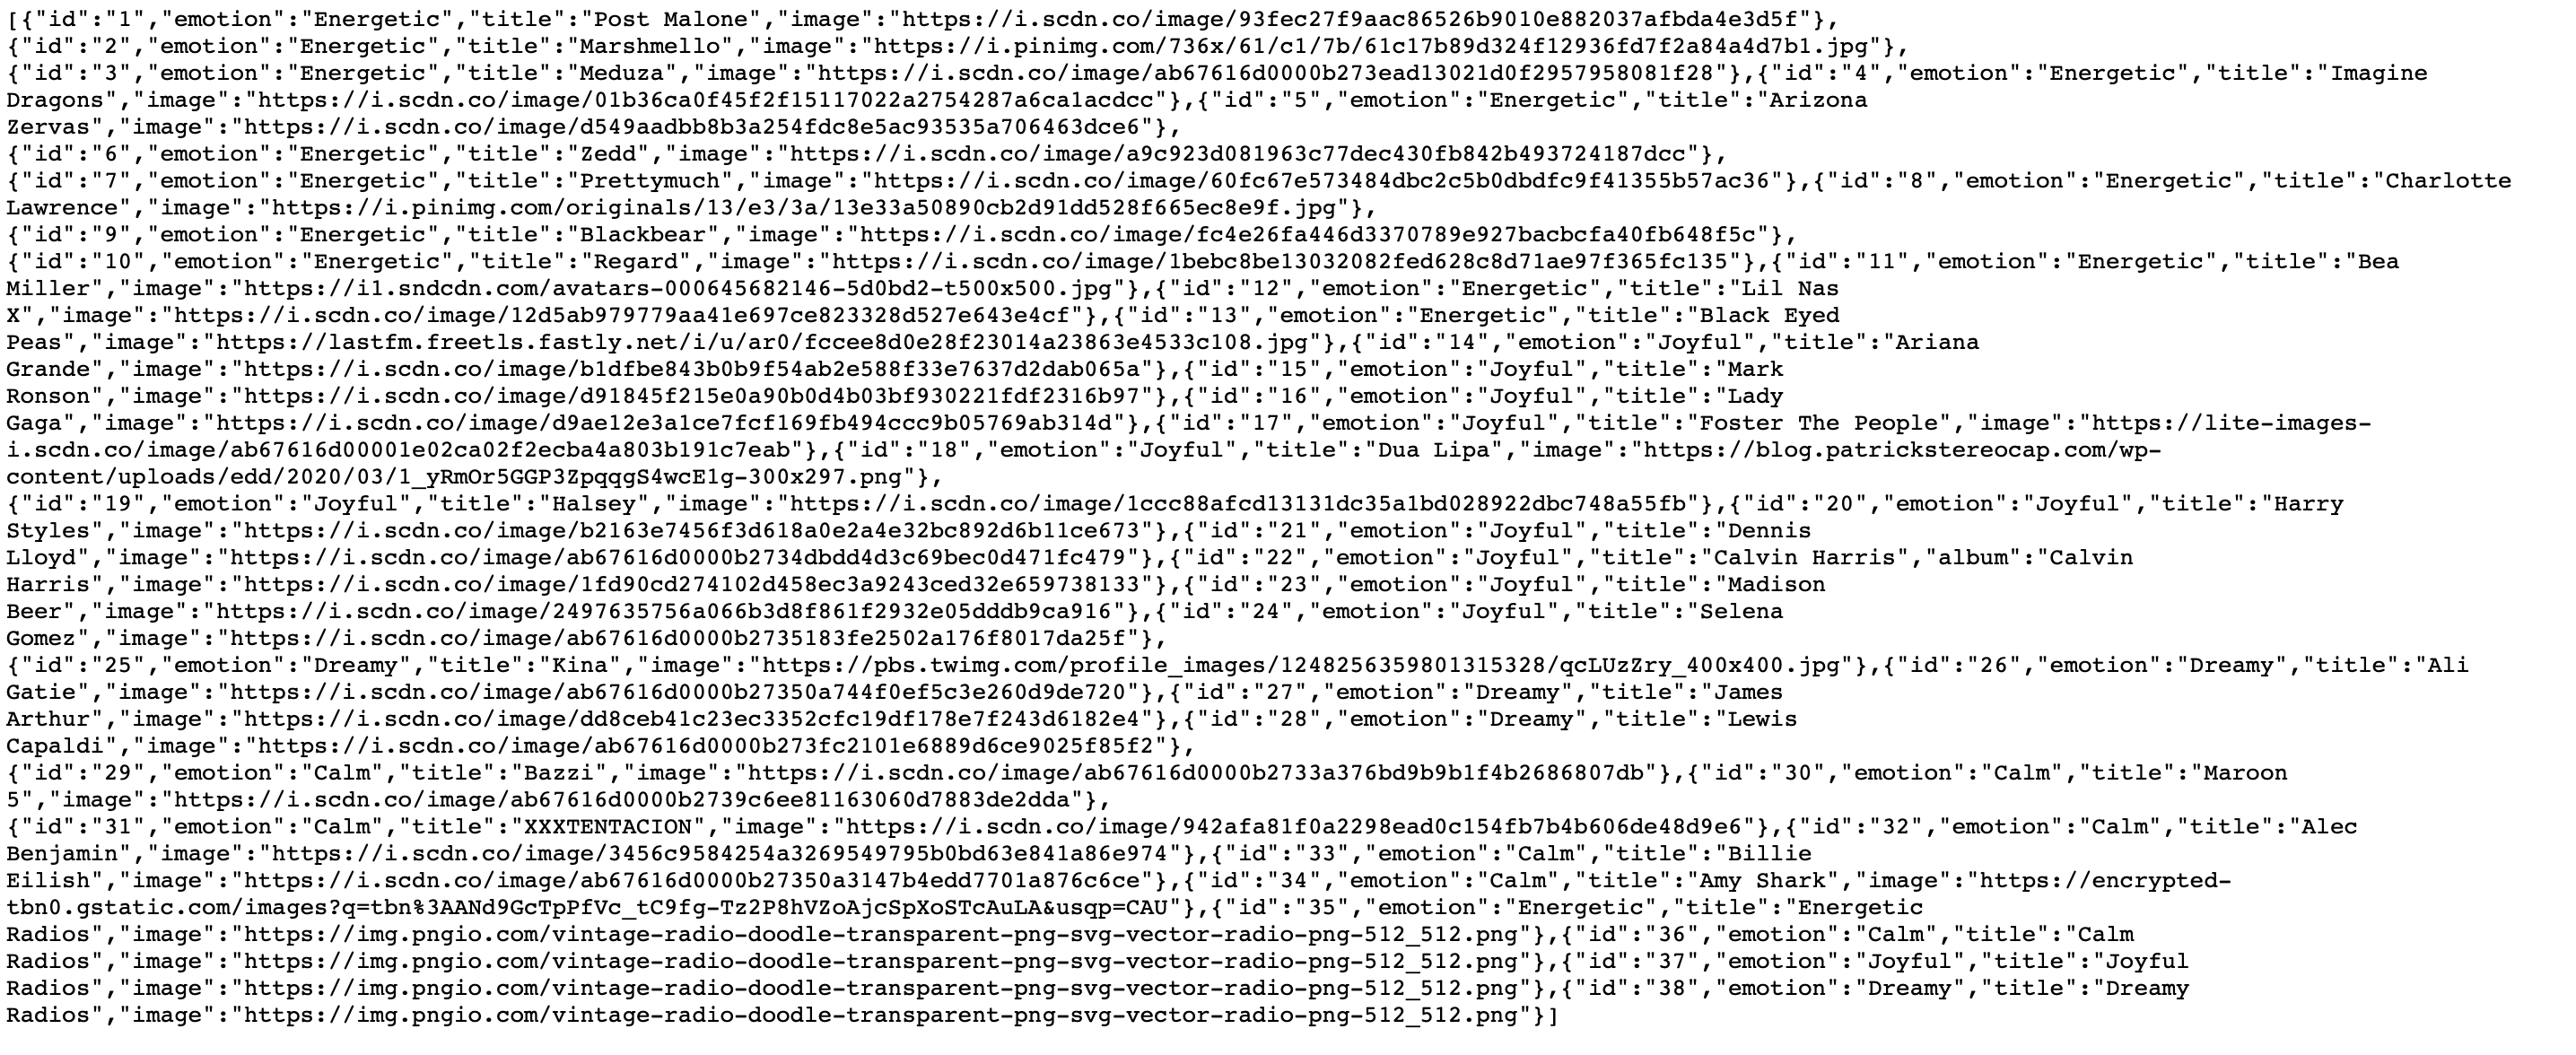 [{"id":"1","emotion":"Energetic","title":"Post Malone","image":"https://i.scdn.co/image/93fec27f9aac86526b9010e882037afbda4e3d5f"},
{"id":"2","emotion":"Energetic","title":"Marshmello","image":"https://i.pinimg.com/736x/61/c1/7b/61c17b89d324f12936fd7f2a84a4d7b1.jpg"},
{"id":"3","emotion":"Energetic","title":"Meduza","image":"https://i.scdn.co/image/ab67616d0000b273ead13021d0f2957958081f28"},{"id":"4","emotion":"Energetic","title":"Imagine
Dragons","image":"https://i.scdn.co/image/01b36ca0f45f2f15117022a2754287a6ca1acdcc"},{"id":"5","emotion":"Energetic","title":"Arizona
Zervas","image":"https://i.scdn.co/image/d549aadbb8b3a254fdc8e5ac93535a706463dce6"},
{"id":"6","emotion":"Energetic","title":"Zedd","image":"https://i.scdn.co/image/a9c923d081963c77dec430fb842b493724187dcc"},
{"id":"7","emotion":"Energetic","title":"Prettymuch","image":"https://i.scdn.co/image/60fc67e573484dbc2c5b0dbdfc9f41355b57ac36"},{"id":"8","emotion":"Energetic","title":"Charlotte
Lawrence","image":"https://i.pinimg.com/originals/13/e3/3a/13e33a50890cb2d91dd528f665ec8e9f.jpg"},
{"id":"9","emotion":"Energetic","title":"Blackbear","image":"https://i.scdn.co/image/fc4e26fa446d3370789e927bacbcfa40fb648f5c"},
{"id":"10","emotion":"Energetic","title":"Regard","image":"https://i.scdn.co/image/1bebc8be13032082fed628c8d71ae97f365fc135"},{"id":"11","emotion":"Energetic","title":"Bea
Miller","image":"https://i1.sndcdn.com/avatars-000645682146-5d0bd2-t500x500.jpg"},{"id":"12","emotion":"Energetic","title":"Lil Nas
X","image":"https://i.scdn.co/image/12d5ab979779aa41e697ce823328d527e643e4cf"},{"id":"13","emotion":"Energetic","title":"Black Eyed
Peas","image":"https://lastfm.freetls.fastly.net/i/u/ar0/fccee8d0e28f23014a23863e4533c108.jpg"},{"id":"14","emotion":"Joyful","title":"Ariana
Grande","image":"https://i.scdn.co/image/b1dfbe843b0b9f54ab2e588f33e7637d2dab065a"},{"id":"15","emotion":"Joyful","title":"Mark
Ronson","image":"https://i.scdn.co/image/d91845f215e0a90b0d4b03bf930221fdf2316b97"},{"id":"16","emotion":"Joyful","title":"Lady
Gaga","image":"https://i.scdn.co/image/d9ae12e3a1ce7fcf169fb494ccc9b05769ab314d"},{"id":"17","emotion":"Joyful","title":"Foster The People","image":"https://lite-images-
i.scdn.co/image/ab67616d00001e02ca02f2ecba4a803b191c7eab"},{"id":"18","emotion":"Joyful","title":"Dua Lipa","image":"https://blog.patrickstereocap.com/wp-
content/uploads/edd/2020/03/1_yRmOr5GGP3ZpqqgS4wcE1g-300x297.png"},
{"id":"19","emotion":"Joyful","title":"Halsey","image":"https://i.scdn.co/image/1ccc88afcd13131dc35a1bd028922dbc748a55fb"},{"id":"20","emotion":"Joyful","title":"Harry
Styles","image":"https://i.scdn.co/image/b2163e7456f3d618a0e2a4e32bc892d6b11ce673"},{"id":"21","emotion":"Joyful","title":"Dennis
Lloyd","image":"https://i.scdn.co/image/ab67616d0000b2734dbdd4d3c69bec0d471fc479"},{"id":"22","emotion":"Joyful","title":"Calvin Harris","album":"Calvin
Harris","image":"https://i.scdn.co/image/1fd90cd274102d458ec3a9243ced32e659738133"},{"id":"23","emotion":"Joyful","title":"Madison
Beer","image":"https://i.scdn.co/image/2497635756a066b3d8f861f2932e05dddb9ca916"},{"id":"24","emotion":"Joyful","title":"Selena
Gomez","image":"https://i.scdn.co/image/ab67616d0000b2735183fe2502a176f8017da25f"},
{"id":"25","emotion":"Dreamy","title":"Kina","image":"https://pbs.twimg.com/profile_images/1248256359801315328/qcLUzZry_400x400.jpg"},{"id":"26","emotion":"Dreamy","title":"Ali
Gatie","image":"https://i.scdn.co/image/ab67616d0000b27350a744f0ef5c3e260d9de720"},{"id":"27","emotion":"Dreamy","title":"James
Arthur","image":"https://i.scdn.co/image/dd8ceb41c23ec3352cfc19df178e7f243d6182e4"},{"id":"28","emotion":"Dreamy","title":"Lewis
Capaldi","image":"https://i.scdn.co/image/ab67616d0000b273fc2101e6889d6ce9025f85f2"},
{"id":"29","emotion":"Calm","title":"Bazzi","image":"https://i.scdn.co/image/ab67616d0000b2733a376bd9b9b1f4b2686807db"},{"id":"30","emotion":"Calm","title":"Maroon
5","image":"https://i.scdn.co/image/ab67616d0000b2739c6ee81163060d7883de2dda"},
{"id":"31","emotion":"Calm","title":"XXXTENTACION","image":"https://i.scdn.co/image/942afa81f0a2298ead0c154fb7b4b606de48d9e6"},{"id":"32","emotion":"Calm","title":"Alec
Benjamin","image":"https://i.scdn.co/image/3456c9584254a3269549795b0bd63e841a86e974"},{"id":"33","emotion":"Calm","title":"Billie
Eilish","image":"https://i.scdn.co/image/ab67616d0000b27350a3147b4edd7701a876c6ce"},{"id":"34","emotion":"Calm","title":"Amy Shark","image":"https://encrypted-
tbn0.gstatic.com/images?q=tbn%3AANd9GcTpPfVc_tC9fg-Tz2P8hVZoAjcSpXoSTcAuLA&usqp=CAU"},{"id":"35","emotion":"Energetic","title":"Energetic
Radios","image":"https://img.pngio.com/vintage-radio-doodle-transparent-png-svg-vector-radio-png-512_512.png"},{"id":"36","emotion":"Calm","title":"Calm
Radios","image":"https://img.pngio.com/vintage-radio-doodle-transparent-png-svg-vector-radio-png-512_512.png"},{"id":"37","emotion":"Joyful","title":"Joyful
Radios","image":"https://img.pngio.com/vintage-radio-doodle-transparent-png-svg-vector-radio-png-512_512.png"},{"id":"38","emotion":"Dreamy","title":"Dreamy
Radios","image":"https://img.pngio.com/vintage-radio-doodle-transparent-png-svg-vector-radio-png-512_512.png"}]